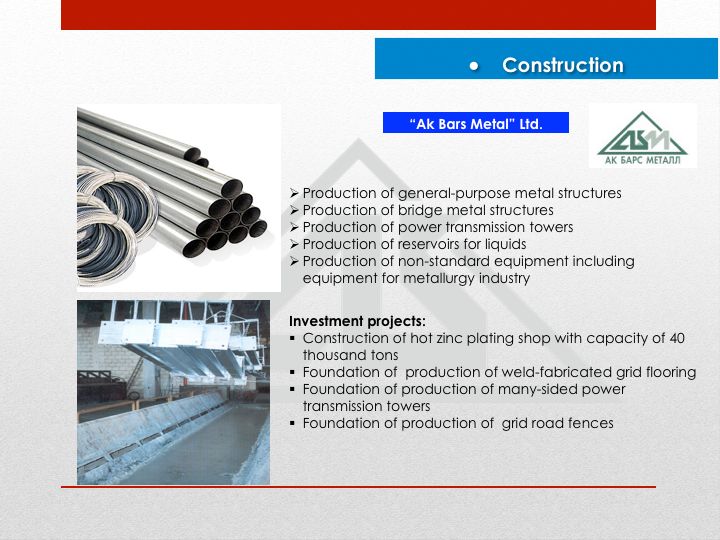 • Construction
“Ak Bars Metal” Ltd.
АБМ
АК БАРС МЕТАЛЛ
➢ Production of general-purpose metal structures
➢ Production of bridge metal structures
➢ Production of power transmission towers
➢ Production of reservoirs for liquids
➢ Production of non-standard equipment including
equipment for metallurgy industry
Investment projects:
▪ Construction of hot zinc plating shop with capacity of 40
thousand tons
▪ Foundation of  production of weld-fabricated grid flooring
▪ Foundation of production of many-sided power
transmission towers
▪ Foundation of production of  grid road fences